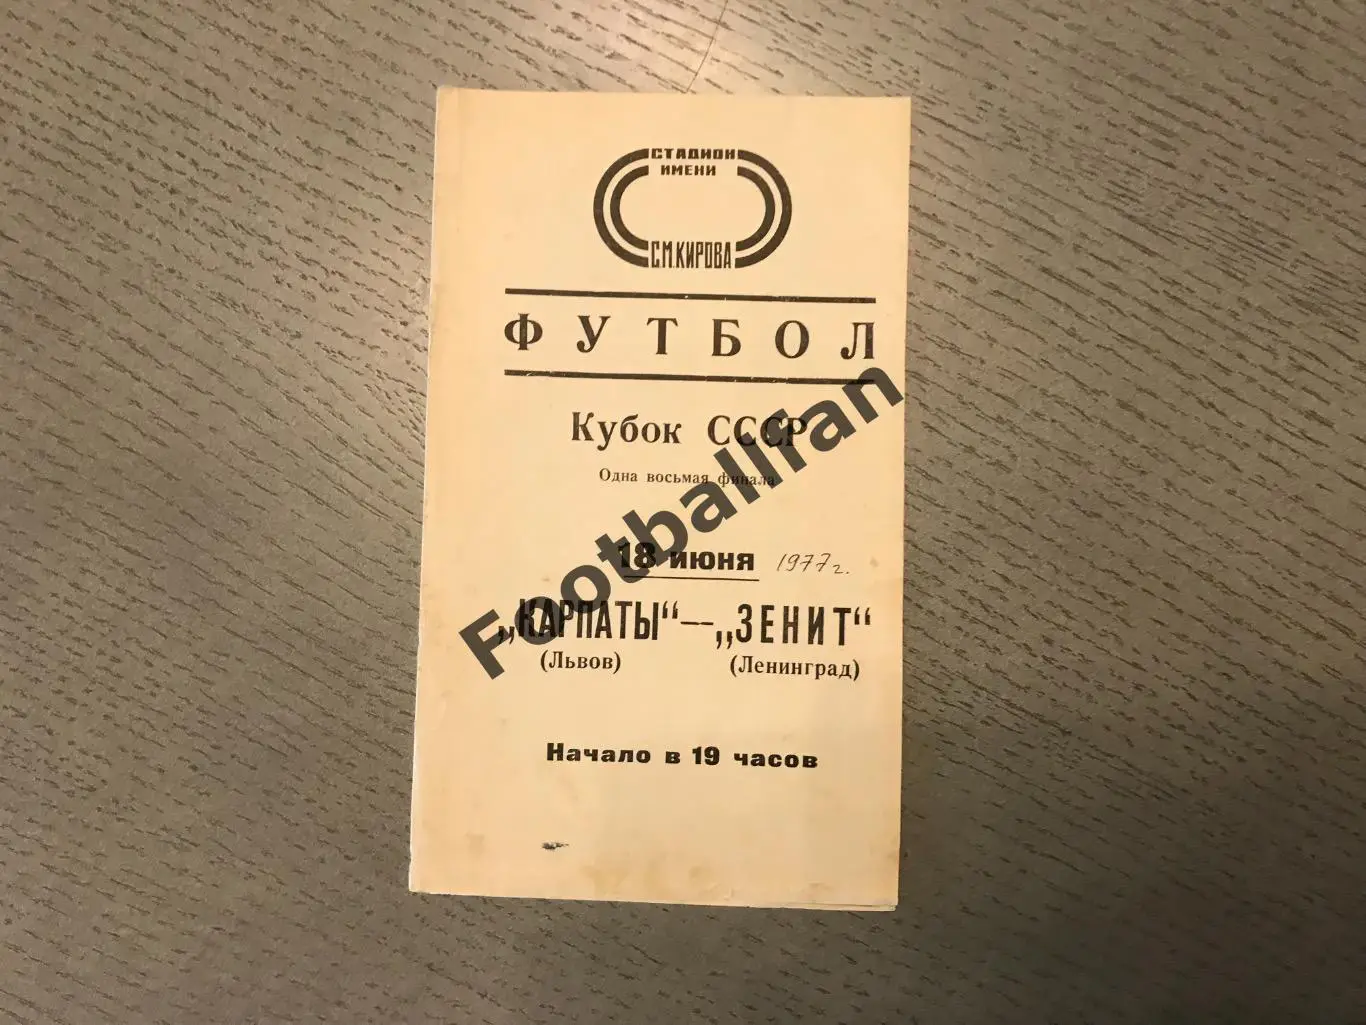 СТАДИОН
ИМЕНИ
С.М.КИРОВА
ФУТБОЛ
Кубок СССР
Одна восьмая финала
18 июня 1977 г.
„КАРПАТЫ“—„ЗЕНИТ“
(Львов) (Ленинград)
Начало в 19 часов
Footballfan